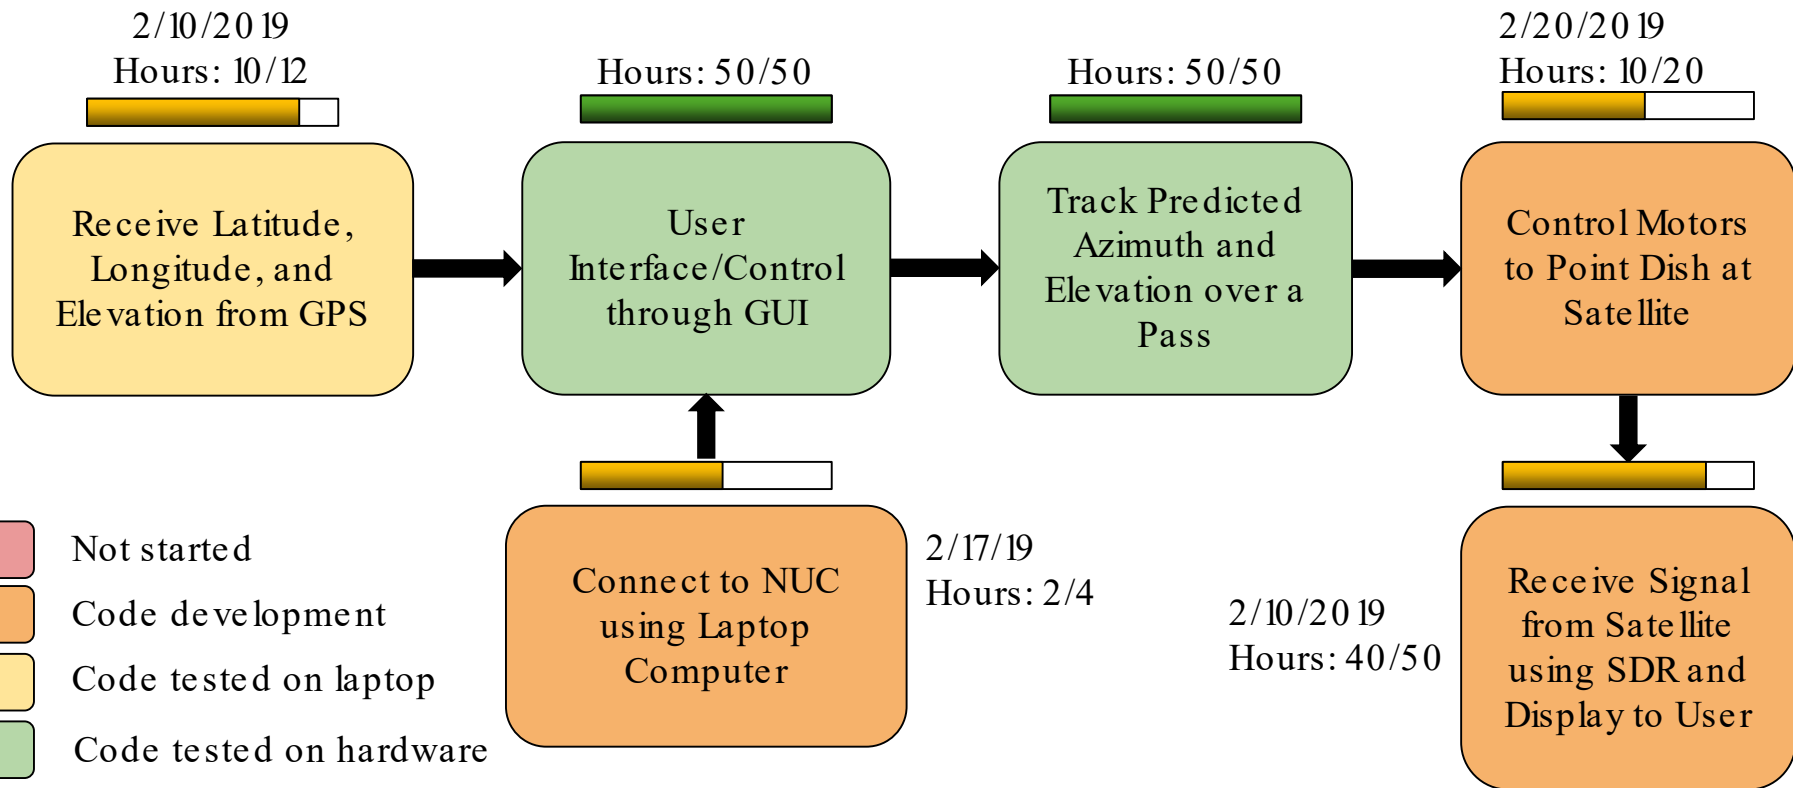 2/10/2019
Hours: 10/12
Hours: 50/50
Hours: 50/50
2/20/2019
Hours: 10/20
Receive Latitude,
Longitude, and
Elevation from GPS
User
Interface/Control
through GUI
Track Predicted
Azimuth and
Elevation over a
Pass
Control Motors
to Point Dish at
Satellite
Not started
Code development
Code tested on laptop
Code tested on hardware
Connect to NUC
using Laptop
Computer
2/17/19
Hours: 2/4
2/10/2019
Hours: 40/50
Receive Signal
from Satellite
using SDR and
Display to User